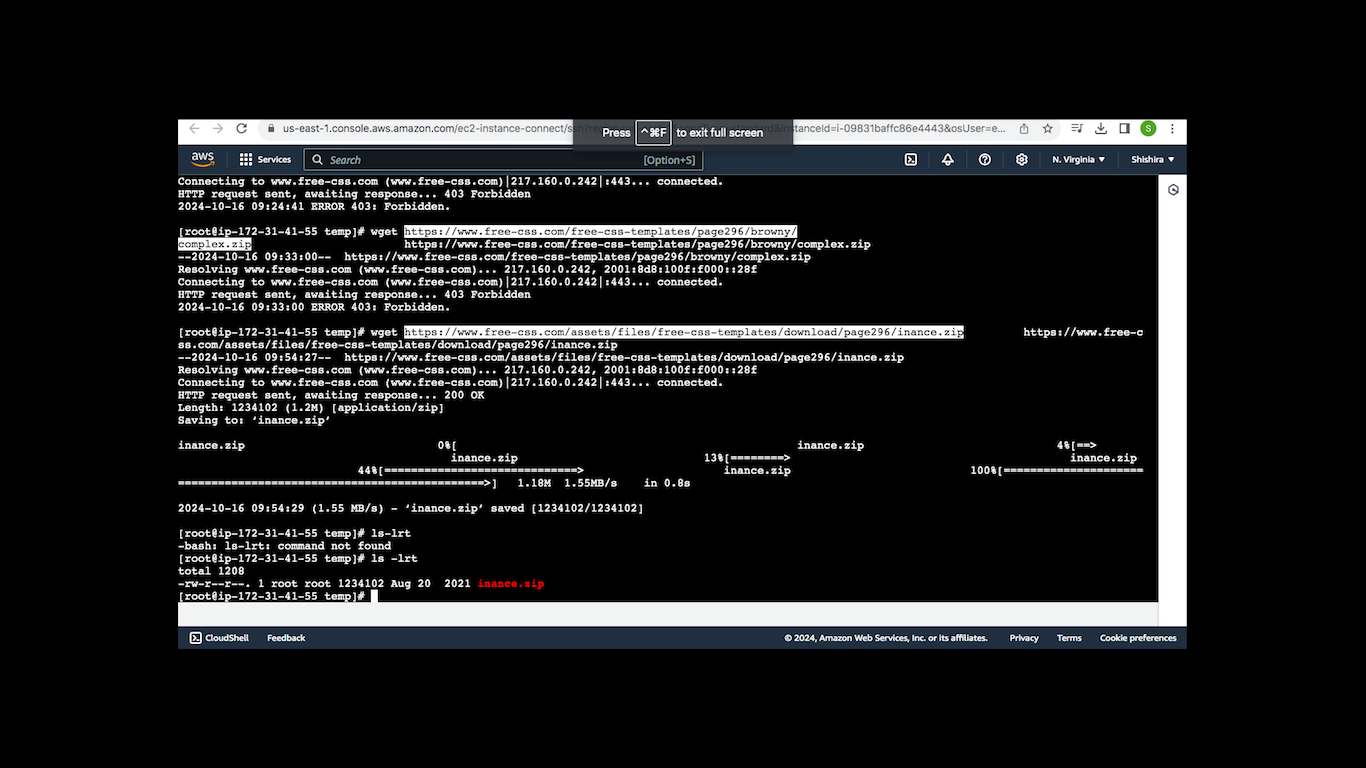 us-east-1.console.aws.amazon.com/ec2-instance-connect/ssh?re
Press ^⌘F to exit full screen
instanceId=i-09831baffc86e4443&osUser=e...
S
aws
Services
Search
[Option+S]
N. Virginia ▼
Shishira ▼
Connecting to www.free-css.com (www.free-css.com)|217.160.0.242|:443... connected.
HTTP request sent, awaiting response... 403 Forbidden
2024-10-16 09:24:41 ERROR 403: Forbidden.
[root@ip-172-31-41-55 temp]# wget https://www.free-css.com/free-css-templates/page296/browny/
complex.zip https://www.free-css.com/free-css-templates/page296/browny/complex.zip
--2024-10-16 09:33:00-- https://www.free-css.com/free-css-templates/page296/browny/complex.zip
Resolving www.free-css.com (www.free-css.com)... 217.160.0.242, 2001:8d8:100f:f000::28f
Connecting to www.free-css.com (www.free-css.com)|217.160.0.242|:443... connected.
HTTP request sent, awaiting response... 403 Forbidden
2024-10-16 09:33:00 ERROR 403: Forbidden.
[root@ip-172-31-41-55 temp]# wget https://www.free-css.com/assets/files/free-css-templates/download/page296/inance.zip https://www.free-c
ss.com/assets/files/free-css-templates/download/page296/inance.zip
--2024-10-16 09:54:27-- https://www.free-css.com/assets/files/free-css-templates/download/page296/inance.zip
Resolving www.free-css.com (www.free-css.com)... 217.160.0.242, 2001:8d8:100f:f000::28f
Connecting to www.free-css.com (www.free-css.com)|217.160.0.242|:443... connected.
HTTP request sent, awaiting response... 200 OK
Length: 1234102 (1.2M) [application/zip]
Saving to: ‘inance.zip’
inance.zip 0%[ inance.zip 4%[==>
inance.zip 13%[========> inance.zip
44%[=============================> inance.zip 100%[=====================
==============================================>] 1.18M 1.55MB/s in 0.8s
2024-10-16 09:54:29 (1.55 MB/s) - ‘inance.zip’ saved [1234102/1234102]
[root@ip-172-31-41-55 temp]# ls-lrt
-bash: ls-lrt: command not found
[root@ip-172-31-41-55 temp]# ls -lrt
total 1208
-rw-r--r--. 1 root root 1234102 Aug 20 2021 inance.zip
[root@ip-172-31-41-55 temp]#
CloudShell
Feedback
© 2024, Amazon Web Services, Inc. or its affiliates.
Privacy
Terms
Cookie preferences